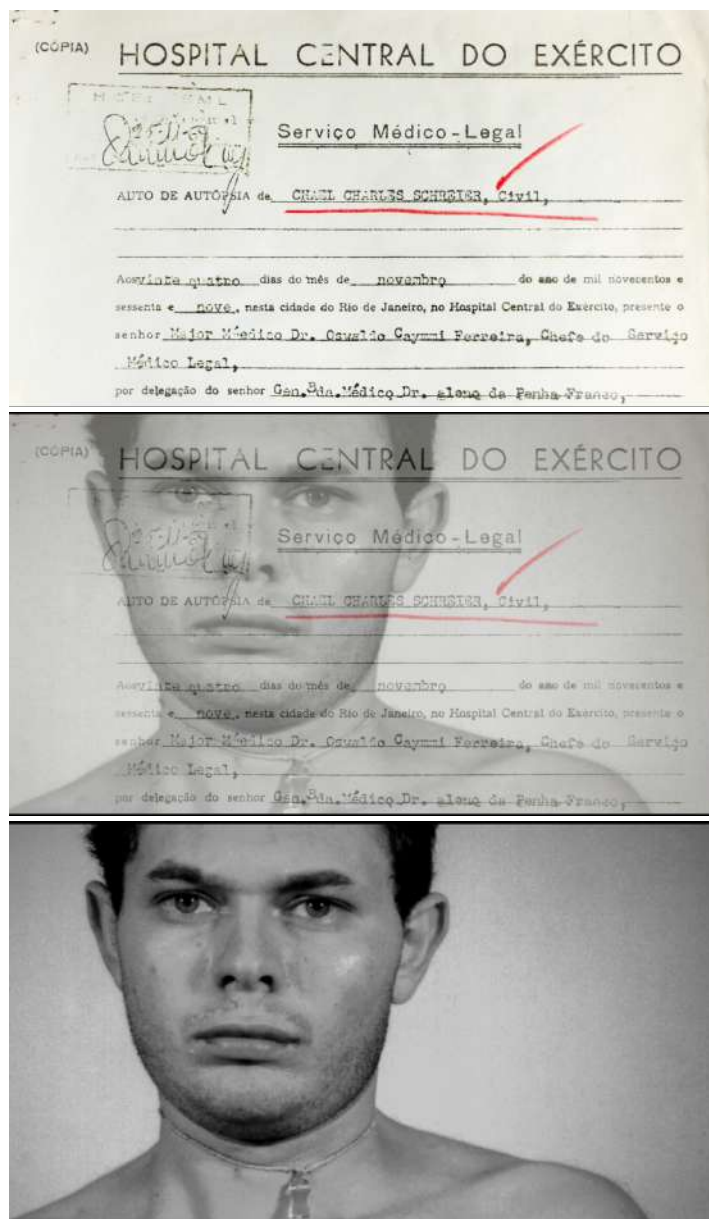 (CÓPIA) HOSPITAL CENTRAL DO EXÉRCITO
25-11-69
Serviço Médico-Legal
AUTO DE AUTÓPSIA de CHAEL CHARLES SCHREIER, Civil,
Aos vinte quatro dias do mês de novembro do ano de mil novecentos e
sessenta e nove, nesta cidade do Rio de Janeiro, no Hospital Central do Exército, presente o
senhor Major Médico Dr. Oswaldo Caymmi Ferreira, Chefe do Serviço
Médico Legal,
por delegação do senhor Gen. Bda. Médico Dr. da Penha Franco,
(CÓPIA) HOSPITAL CENTRAL DO EXÉRCITO
25-11-69
Serviço Médico-Legal
AUTO DE AUTÓPSIA de CHAEL CHARLES SCHREIER, Civil,
Aos vinte quatro dias do mês de novembro do ano de mil novecentos e
sessenta e nove, nesta cidade do Rio de Janeiro, no Hospital Central do Exército, presente o
senhor Major Médico Dr. Oswaldo Caymmi Ferreira, Chefe do Serviço
Médico Legal,
por delegação do senhor Gen. Bda. Médico Dr. da Penha Franco,